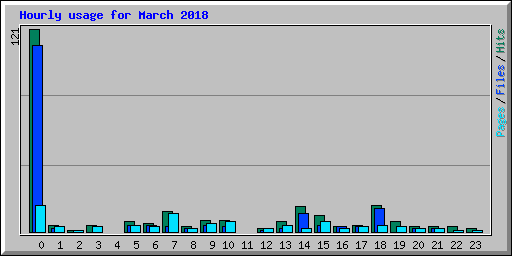 Hourly usage for March 2018
121
Pages/Files/Hits
0 1 2 3 4 5 6 7 8 9 10 11 12 13 14 15 16 17 18 19 20 21 22 23